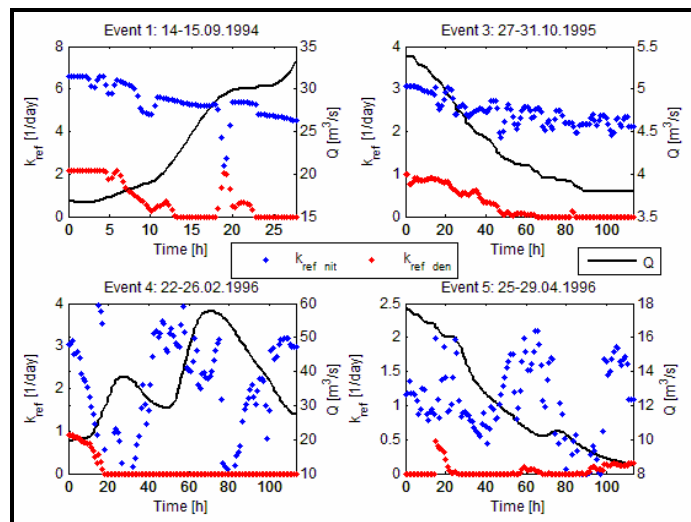 Event 1: 14-15.09.1994
k_ref [1/day]
8
6
4
2
0
Q [m³/s]
35
30
25
20
15
0 5 10 15 20 25
Time [h]
Event 3: 27-31.10.1995
k_ref [1/day]
4
3
2
1
0
Q [m³/s]
5.5
5
4.5
4
3.5
0 20 40 60 80 100
Time [h]
k_ref nit k_ref den
Q
Event 4: 22-26.02.1996
k_ref [1/day]
4
3
2
1
0
Q [m³/s]
60
50
40
30
20
10
0 20 40 60 80 100
Time [h]
Event 5: 25-29.04.1996
k_ref [1/day]
2.5
2
1.5
1
0.5
0
Q [m³/s]
18
16
14
12
10
8
0 20 40 60 80 100
Time [h]